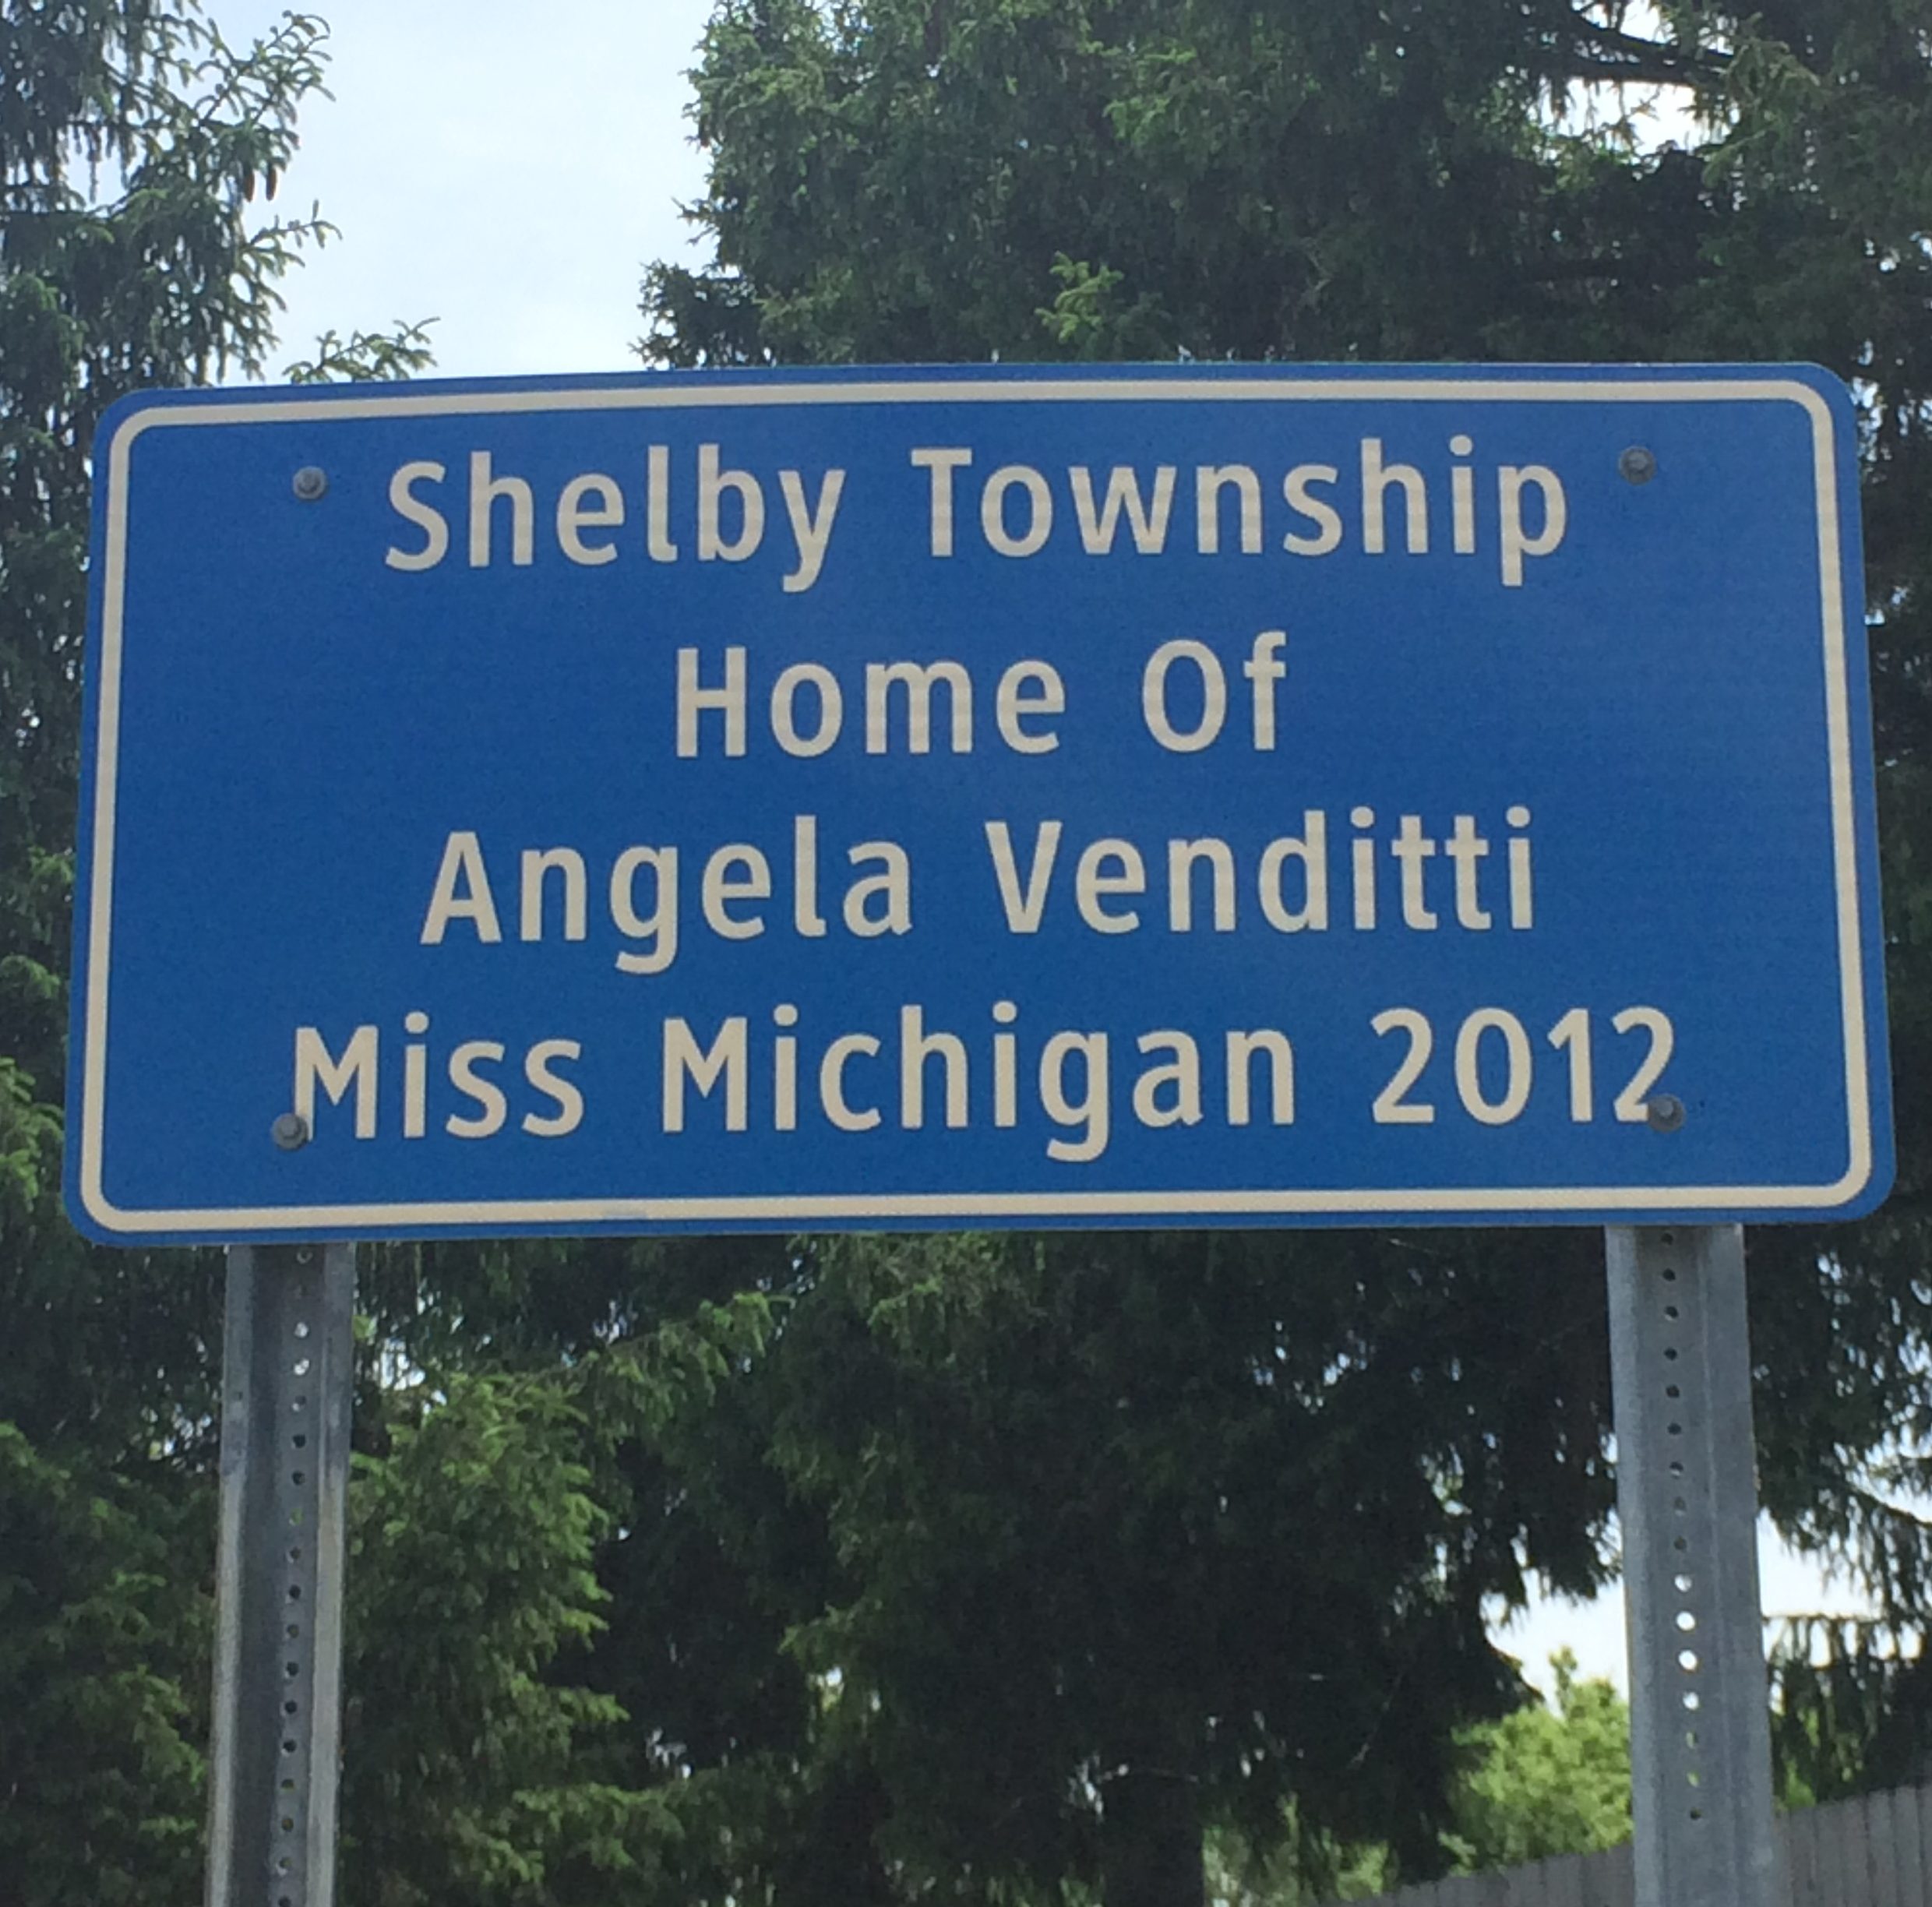 Shelby Township
Home Of
Angela Venditti
Miss Michigan 2012